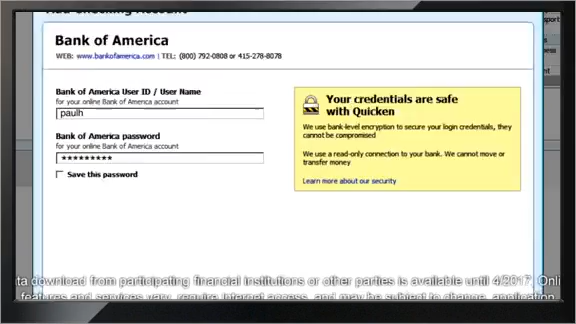 Add Checking Account
Bank of America
WEB: www.bankofamerica.com | TEL: (800) 792-0808 or 415-278-8078
Bank of America User ID / User Name
for your online Bank of America account
paulh
Bank of America password
for your online Bank of America account
*********
Save this password
Your credentials are safe
with Quicken
We use bank-level encryption to secure your login credentials, they
cannot be compromised
We use a read-only connection to your bank. We cannot move or
transfer money
Learn more about our security
ta download from participating financial institutions or other parties is available until 4/2017. Onli
features and services vary, require internet access, and may be subject to change, application